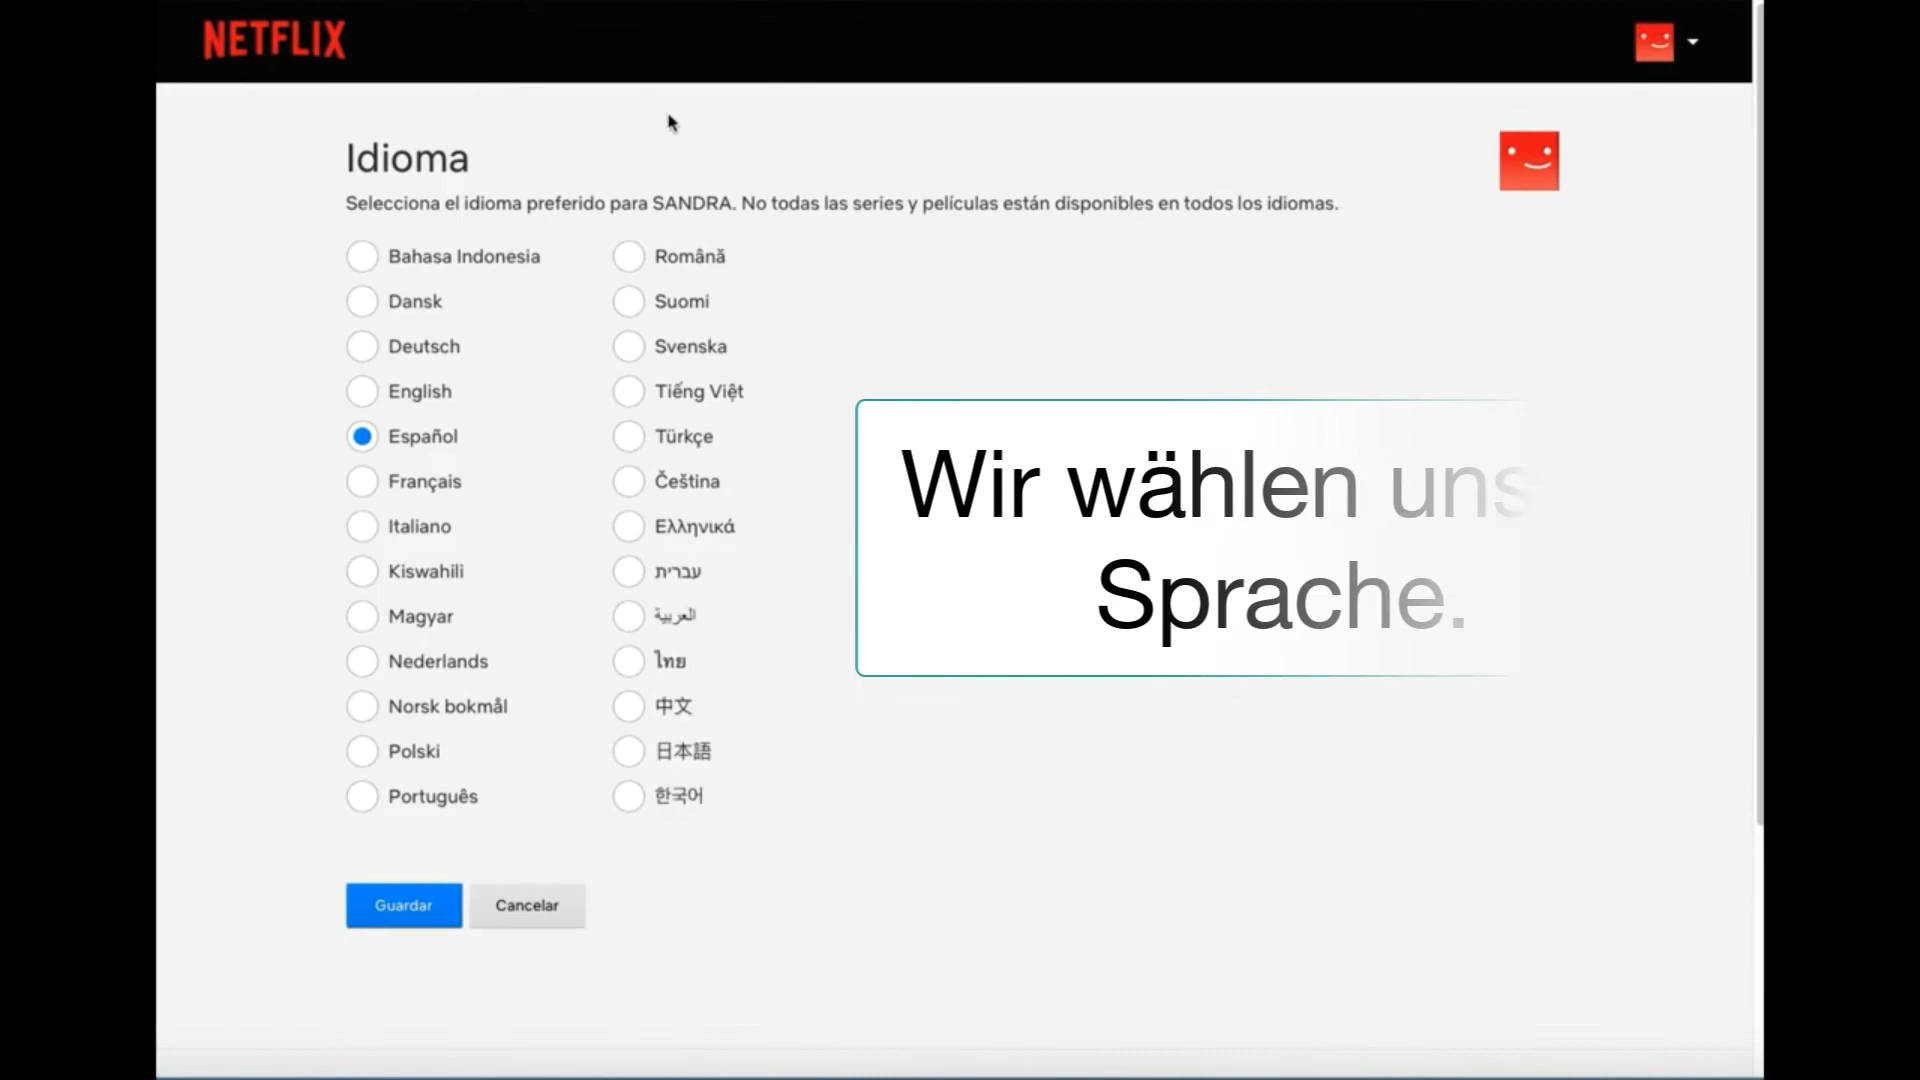 NETFLIX
Idioma
Selecciona el idioma preferido para SANDRA. No todas las series y películas están disponibles en todos los idiomas.
Bahasa Indonesia
Dansk
Deutsch
English
Español
Français
Italiano
Kiswahili
Magyar
Nederlands
Norsk bokmål
Polski
Português
Română
Suomi
Svenska
Tiếng Việt
Türkçe
Čeština
Ελληνικά
עברית
العربية
ไทย
中文
日本語
한국어
Wir wählen uns
Sprache.
Guardar
Cancelar